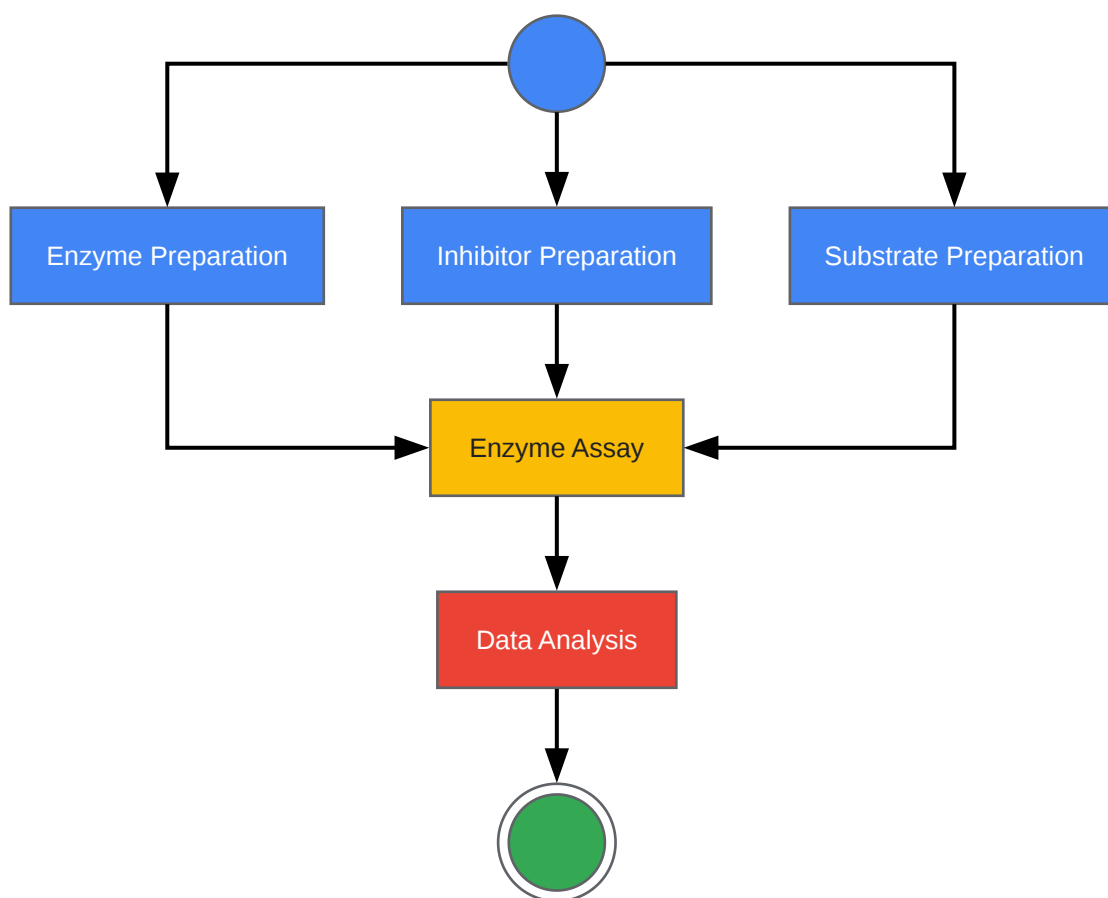 Enzyme Preparation
Inhibitor Preparation
Substrate Preparation
Enzyme Assay
Data Analysis